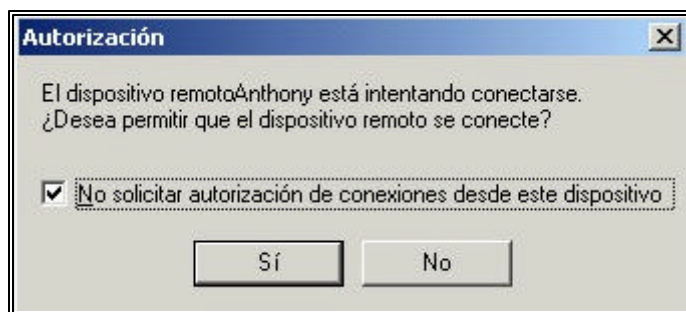 Autorización
El dispositivo remotoAnthony está intentando conectarse.
¿Desea permitir que el dispositivo remoto se conecte?
No solicitar autorización de conexiones desde este dispositivo
Sí
No